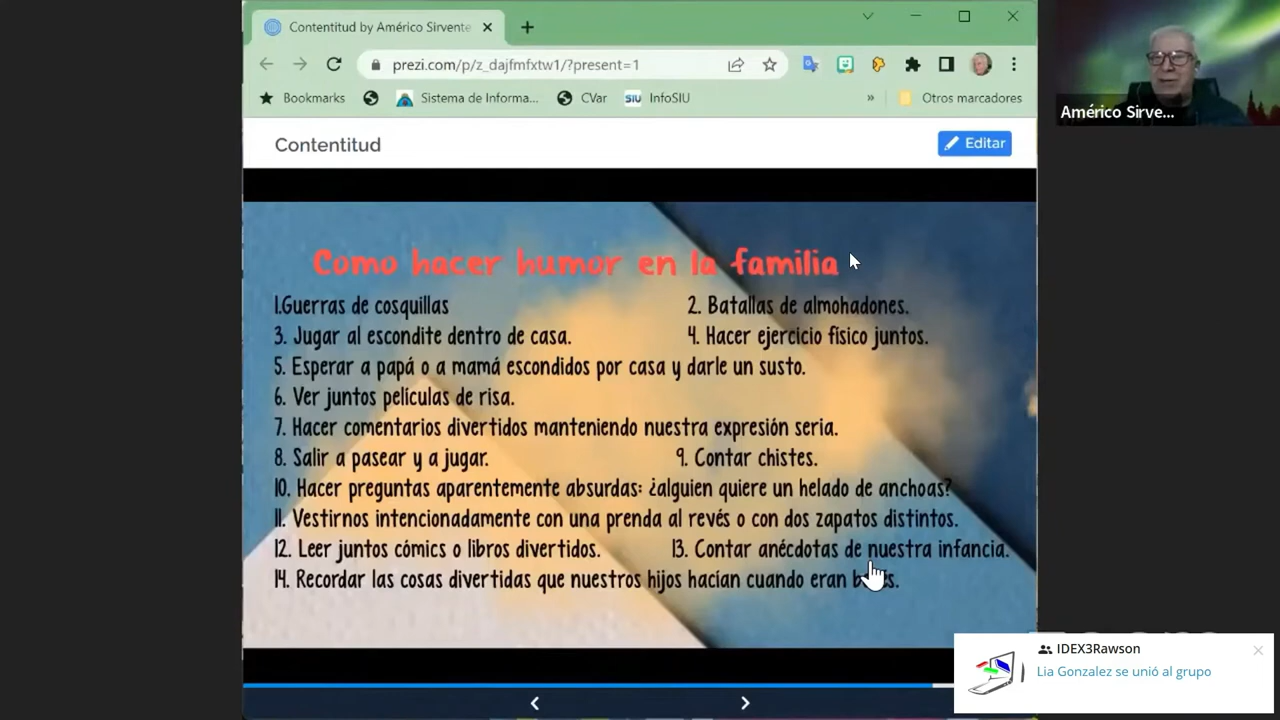 Contentitud by Américo Sirvente
prezi.com/p/z_dajfmfxtw1/?present=1
Bookmarks Sistema de Informa... CVar SIU InfoSIU » Otros marcadores
Américo Sirve...
Contentitud
Editar
Como hacer humor en la familia
1.Guerras de cosquillas 2. Batallas de almohadones.
3. Jugar al escondite dentro de casa. 4. Hacer ejercicio físico juntos.
5. Esperar a papá o a mamá escondidos por casa y darle un susto.
6. Ver juntos películas de risa.
7. Hacer comentarios divertidos manteniendo nuestra expresión seria.
8. Salir a pasear y a jugar. 9. Contar chistes.
10. Hacer preguntas aparentemente absurdas: ¿alguien quiere un helado de anchoas?
11. Vestirnos intencionadamente con una prenda al revés o con dos zapatos distintos.
12. Leer juntos cómics o libros divertidos. 13. Contar anécdotas de nuestra infancia.
14. Recordar las cosas divertidas que nuestros hijos hacían cuando eran
IDEX3Rawson
Lia Gonzalez se unió al grupo